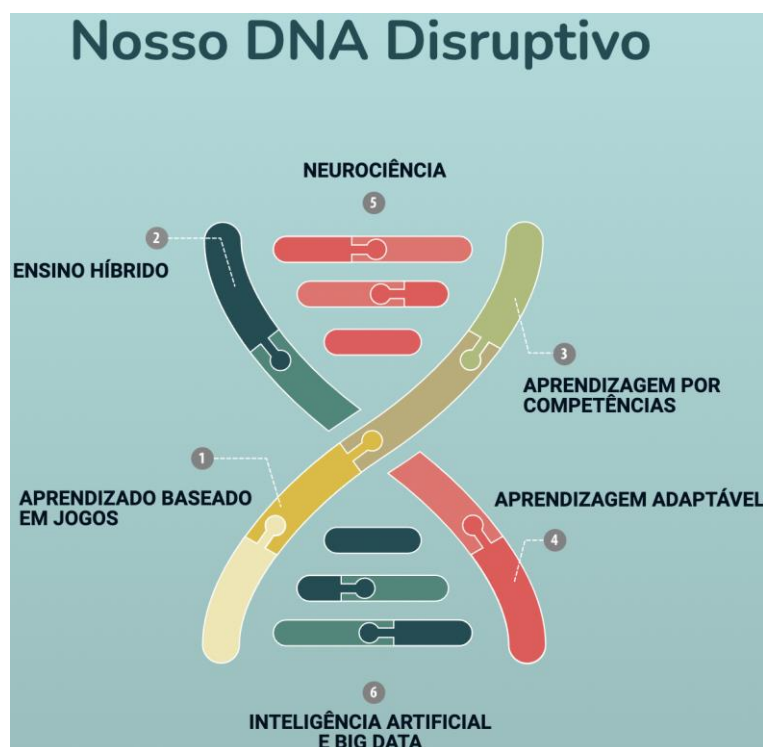 Nosso DNA Disruptivo
NEUROCIÊNCIA
5
2
ENSINO HÍBRIDO
3
APRENDIZAGEM POR
COMPETÊNCIAS
1
APRENDIZADO BASEADO
EM JOGOS
APRENDIZAGEM ADAPTÁVEL
4
6
INTELIGÊNCIA ARTIFICIAL
E BIG DATA